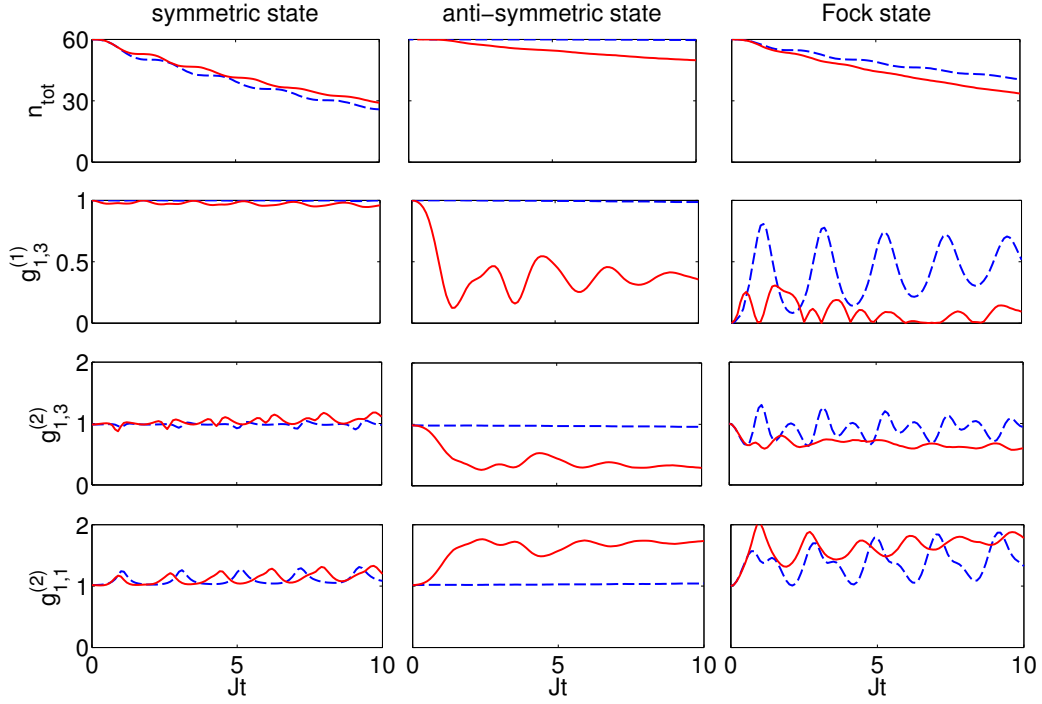 symmetric state
anti−symmetric state
Fock state
60
30
0
n_tot
1
0.5
0
g^(1)_1,3
2
1
0
g^(2)_1,3
2
1
0
g^(2)_1,1
0 5 10
Jt
0 5 10
Jt
0 5 10
Jt